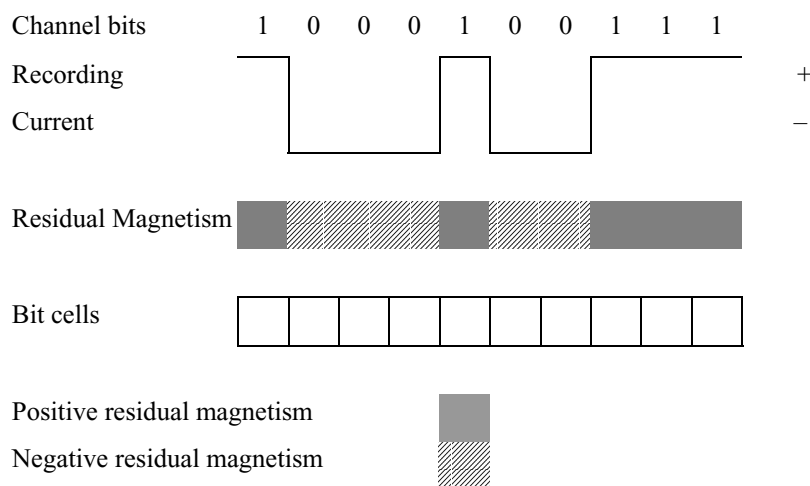 Channel bits 1 0 0 0 1 0 0 1 1 1
Recording +
Current –
Residual Magnetism
Bit cells
Positive residual magnetism
Negative residual magnetism